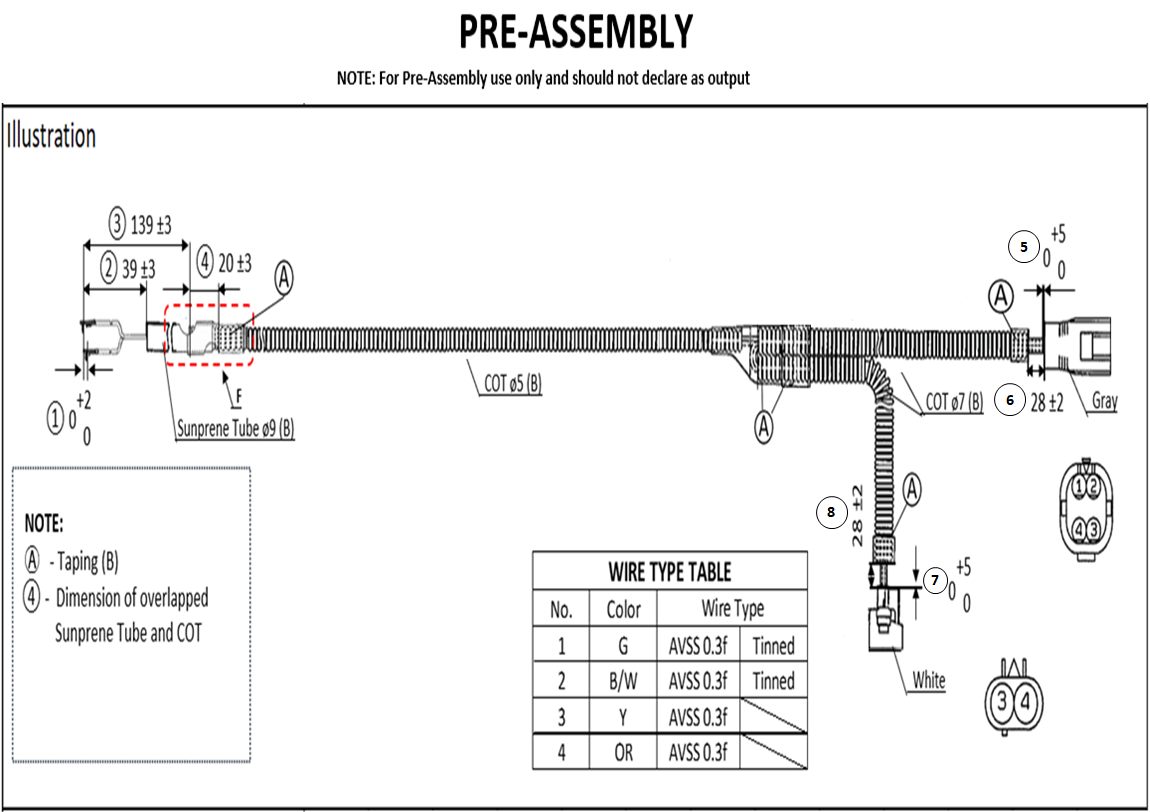 PRE-ASSEMBLY
NOTE: For Pre-Assembly use only and should not declare as output
Illustration
3 139 ±3
2 39 ±3
4 20 ±3
A
1 0 +2 0
F
Sunprene Tube ø9 (B)
COT ø5 (B)
A
5 0 +5 0
A
COT ø7 (B)
6 28 ±2
Gray
1 2
4 3
8 28 ±2
A
7 0 +5 0
White
3 4
NOTE:
A - Taping (B)
4 - Dimension of overlapped
Sunprene Tube and COT
WIRE TYPE TABLE
No. Color Wire Type
1 G AVSS 0.3f Tinned
2 B/W AVSS 0.3f Tinned
3 Y AVSS 0.3f
4 OR AVSS 0.3f